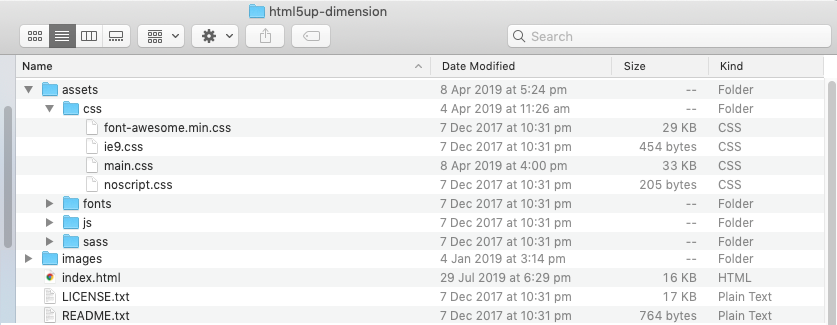 html5up-dimension
Search
Name Date Modified Size Kind
assets 8 Apr 2019 at 5:24 pm -- Folder
css 4 Apr 2019 at 11:26 am -- Folder
font-awesome.min.css 7 Dec 2017 at 10:31 pm 29 KB CSS
ie9.css 7 Dec 2017 at 10:31 pm 454 bytes CSS
main.css 8 Apr 2019 at 4:00 pm 33 KB CSS
noscript.css 7 Dec 2017 at 10:31 pm 205 bytes CSS
fonts 7 Dec 2017 at 10:31 pm -- Folder
js 7 Dec 2017 at 10:31 pm -- Folder
sass 7 Dec 2017 at 10:31 pm -- Folder
images 4 Jan 2019 at 3:14 pm -- Folder
index.html 29 Jul 2019 at 6:29 pm 16 KB HTML
LICENSE.txt 7 Dec 2017 at 10:31 pm 17 KB Plain Text
README.txt 7 Dec 2017 at 10:31 pm 764 bytes Plain Text